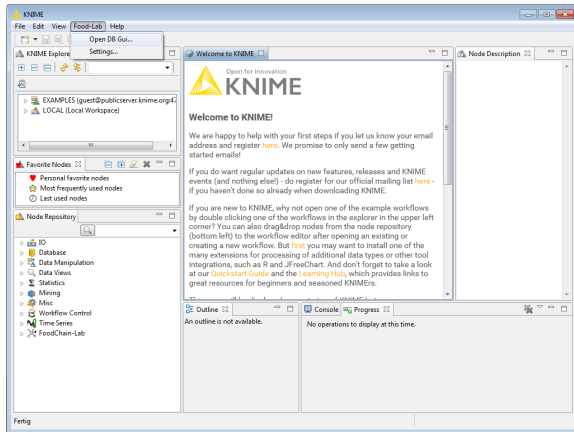 KNIME
File Edit View Food-Lab Help
Open DB Gui...
Settings...
KNIME Explore
Welcome to KNIME
Node Description
EXAMPLES (guest@publicserver.knime.org:47
LOCAL (Local Workspace)
Open for Innovation
KNIME
Welcome to KNIME!
We are happy to help with your first steps if you let us know your email
address and register here. We promise to only send a few getting
started emails!
If you do want regular updates on new features, releases and KNIME
events (and nothing else!) - do register for our official mailing list here -
if you haven't done so already when downloading KNIME.
If you are new to KNIME, why not open one of the example workflows
by double clicking one of the workflows in the explorer in the upper left
corner? You can also drag&drop nodes from the node repository
(bottom left) to the workflow editor after opening an existing or
creating a new workflow. But first you may want to install one of the
many extensions for processing of additional data types or other tool
integrations, such as R and JFreeChart. And don't forget to take a look
at our Quickstart Guide and the Learning Hub, which provides links to
great resources for beginners and seasoned KNIMErs.
Favorite Nodes
Personal favorite nodes
Most frequently used nodes
Last used nodes
Node Repository
IO
Database
Data Manipulation
Data Views
Statistics
Mining
Misc
Workflow Control
Time Series
FoodChain-Lab
Outline
An outline is not available.
Console Progress
No operations to display at this time.
Fertig